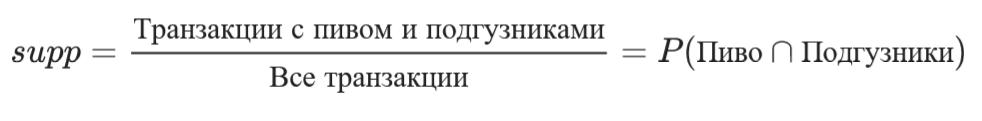 Транзакции с пивом и подгузниками
supp = ———————— = P(Пиво ∩ Подгузники)
Все транзакции